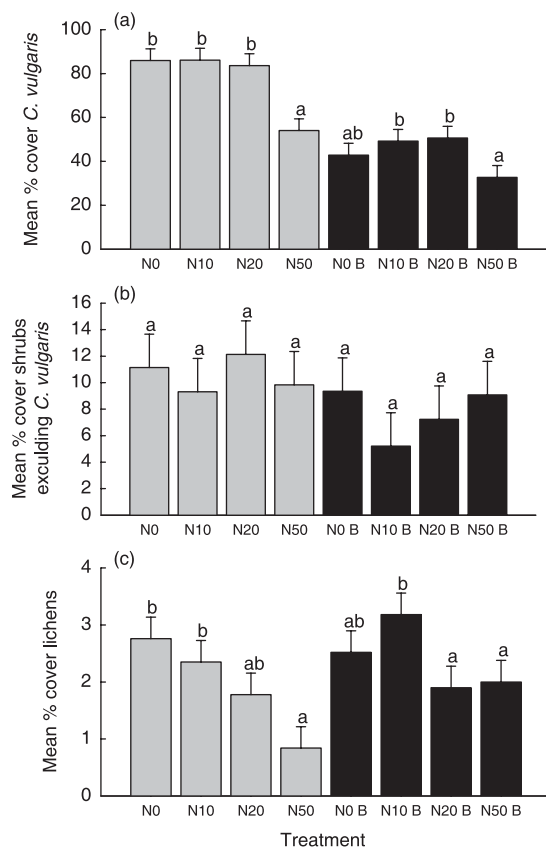 (a)
Mean % cover C. vulgaris
100
80
60
40
20
0
b
b
b
a
ab
b
b
a
N0 N10 N20 N50 N0 B N10 B N20 B N50 B
(b)
Mean % cover shrubs
exculding C. vulgaris
16
14
12
10
8
6
4
2
0
a
a
a
a
a
a
a
a
N0 N10 N20 N50 N0 B N10 B N20 B N50 B
(c)
Mean % cover lichens
4
3
2
1
0
b
b
ab
a
ab
b
a
a
N0 N10 N20 N50 N0 B N10 B N20 B N50 B
Treatment